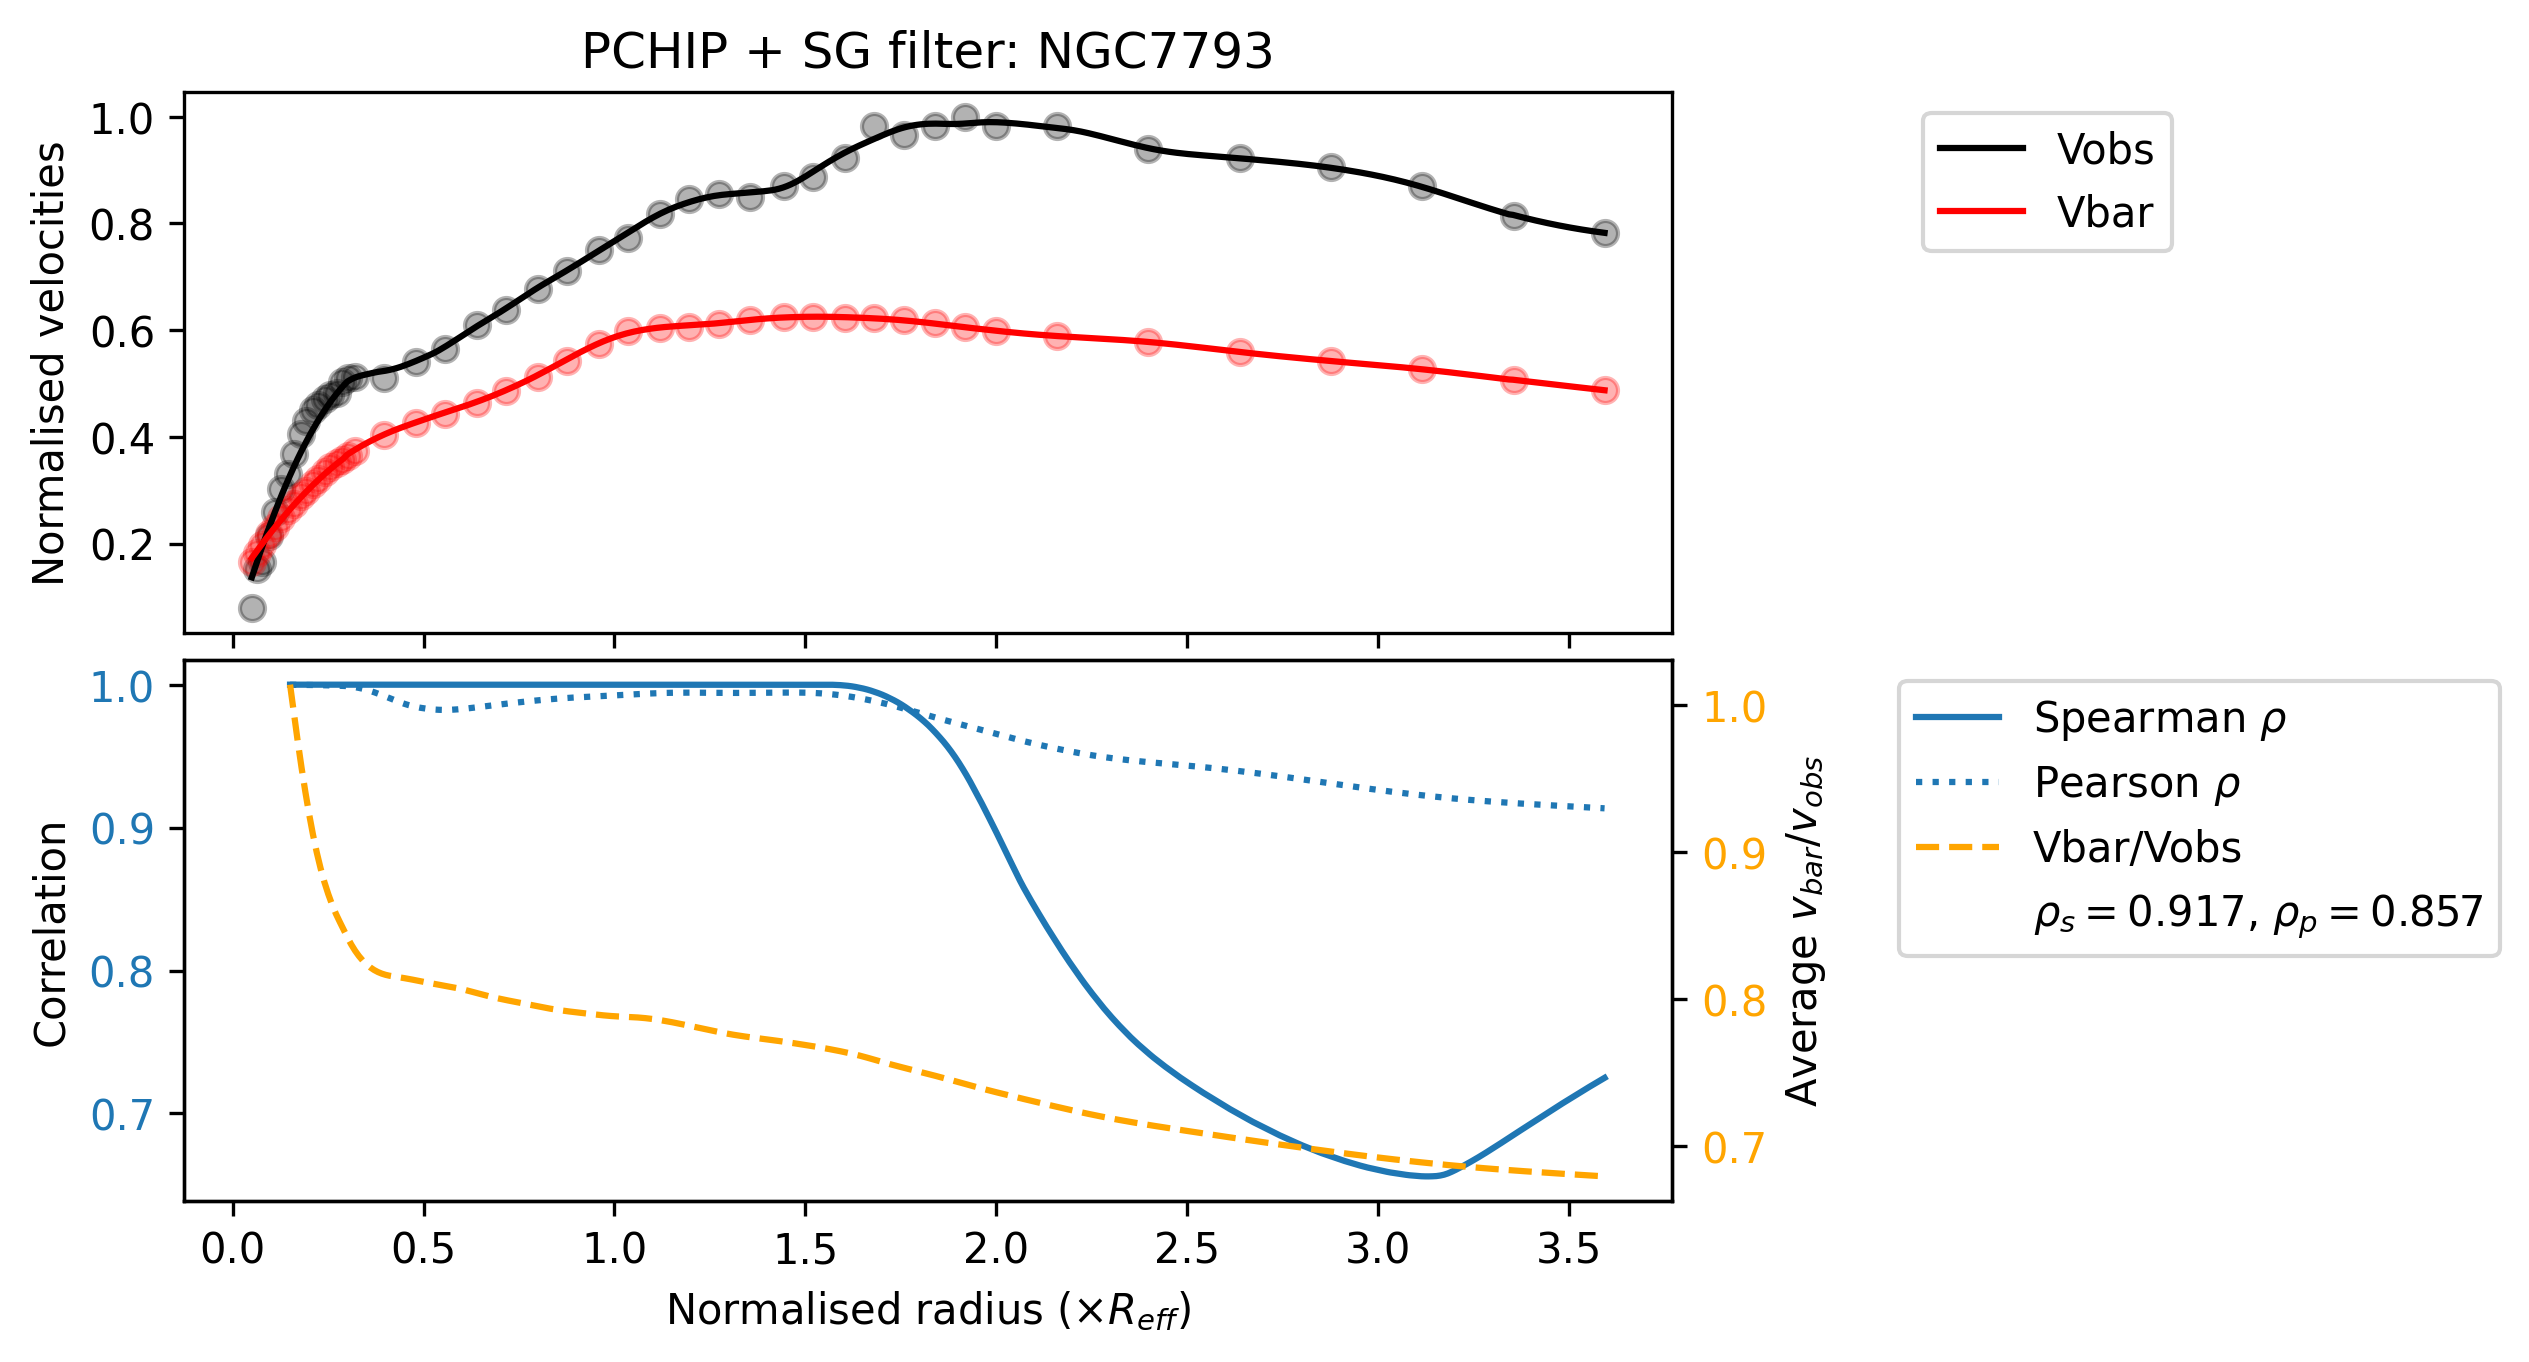 PCHIP + SG filter: NGC7793
Normalised velocities
1.0
0.8
0.6
0.4
0.2
Vobs
Vbar
Correlation
1.0
0.9
0.8
0.7
1.0
0.9
0.8
0.7
Average v_bar/v_obs
Spearman ρ
Pearson ρ
Vbar/Vobs
ρ_s = 0.917, ρ_p = 0.857
0.0 0.5 1.0 1.5 2.0 2.5 3.0 3.5
Normalised radius (×R_eff)